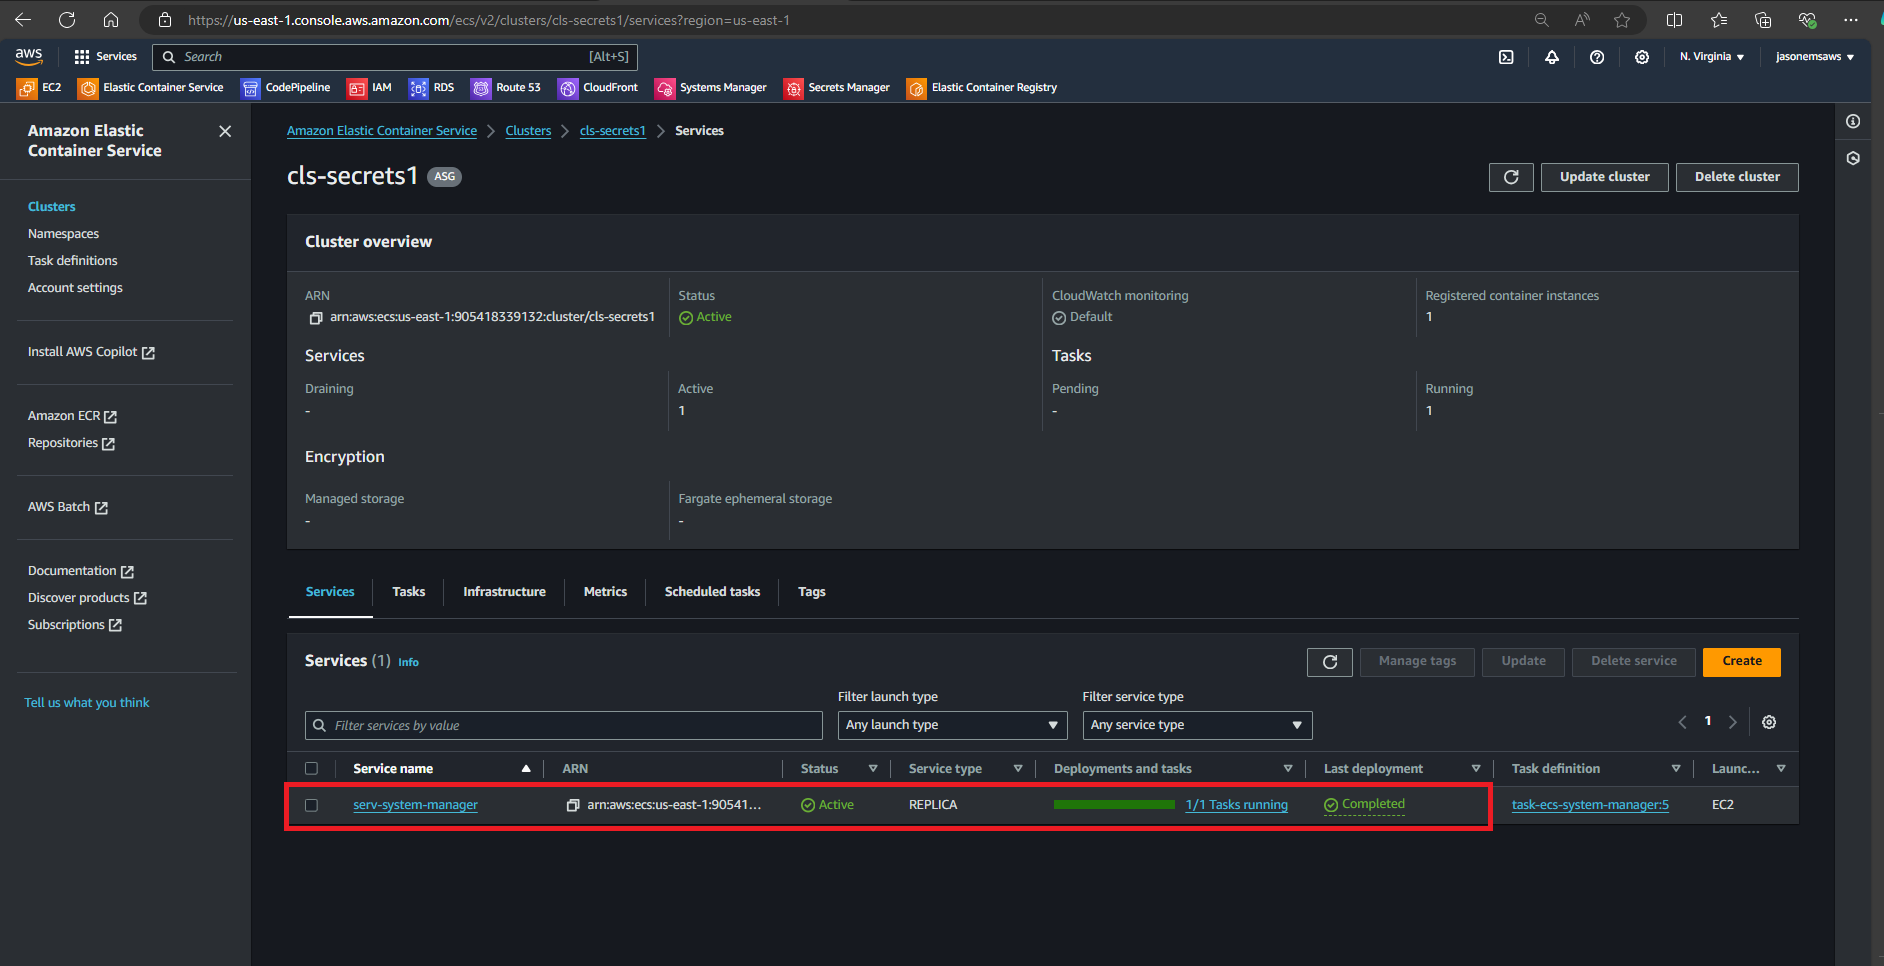 https://us-east-1.console.aws.amazon.com/ecs/v2/clusters/cls-secrets1/services?region=us-east-1
aws Services Search [Alt+S] N. Virginia jasonemsaws
EC2 Elastic Container Service CodePipeline IAM RDS Route 53 CloudFront Systems Manager Secrets Manager Elastic Container Registry
Amazon Elastic
Container Service
Clusters
Namespaces
Task definitions
Account settings
Install AWS Copilot
Amazon ECR
Repositories
AWS Batch
Documentation
Discover products
Subscriptions
Tell us what you think
Amazon Elastic Container Service Clusters cls-secrets1 Services
cls-secrets1 ASG Update cluster Delete cluster
Cluster overview
ARN Status CloudWatch monitoring Registered container instances
arn:aws:ecs:us-east-1:905418339132:cluster/cls-secrets1 Active Default 1
Services Tasks
Draining Active Pending Running
- 1 - 1
Encryption
Managed storage Fargate ephemeral storage
- -
Services Tasks Infrastructure Metrics Scheduled tasks Tags
Services (1) Info Manage tags Update Delete service Create
Filter launch type Filter service type
Filter services by value Any launch type Any service type 1
Service name ARN Status Service type Deployments and tasks Last deployment Task definition Launc...
serv-system-manager arn:aws:ecs:us-east-1:90541... Active REPLICA 1/1 Tasks running Completed task-ecs-system-manager:5 EC2